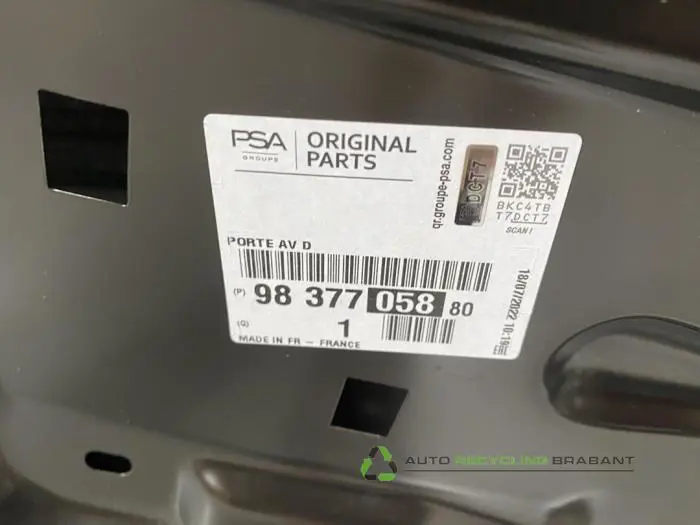 PSA
GROUPE
ORIGINAL
PARTS
qr.groupe-psa.com
DCT7
BKC4TB
T7DCT7
SCAN!
PORTE AV D
(P) 98 377 058 80
(Q) 1
MADE IN FR - FRANCE
18/07/2022 10:19
EAC
AUTO RECYCLING BRABANT